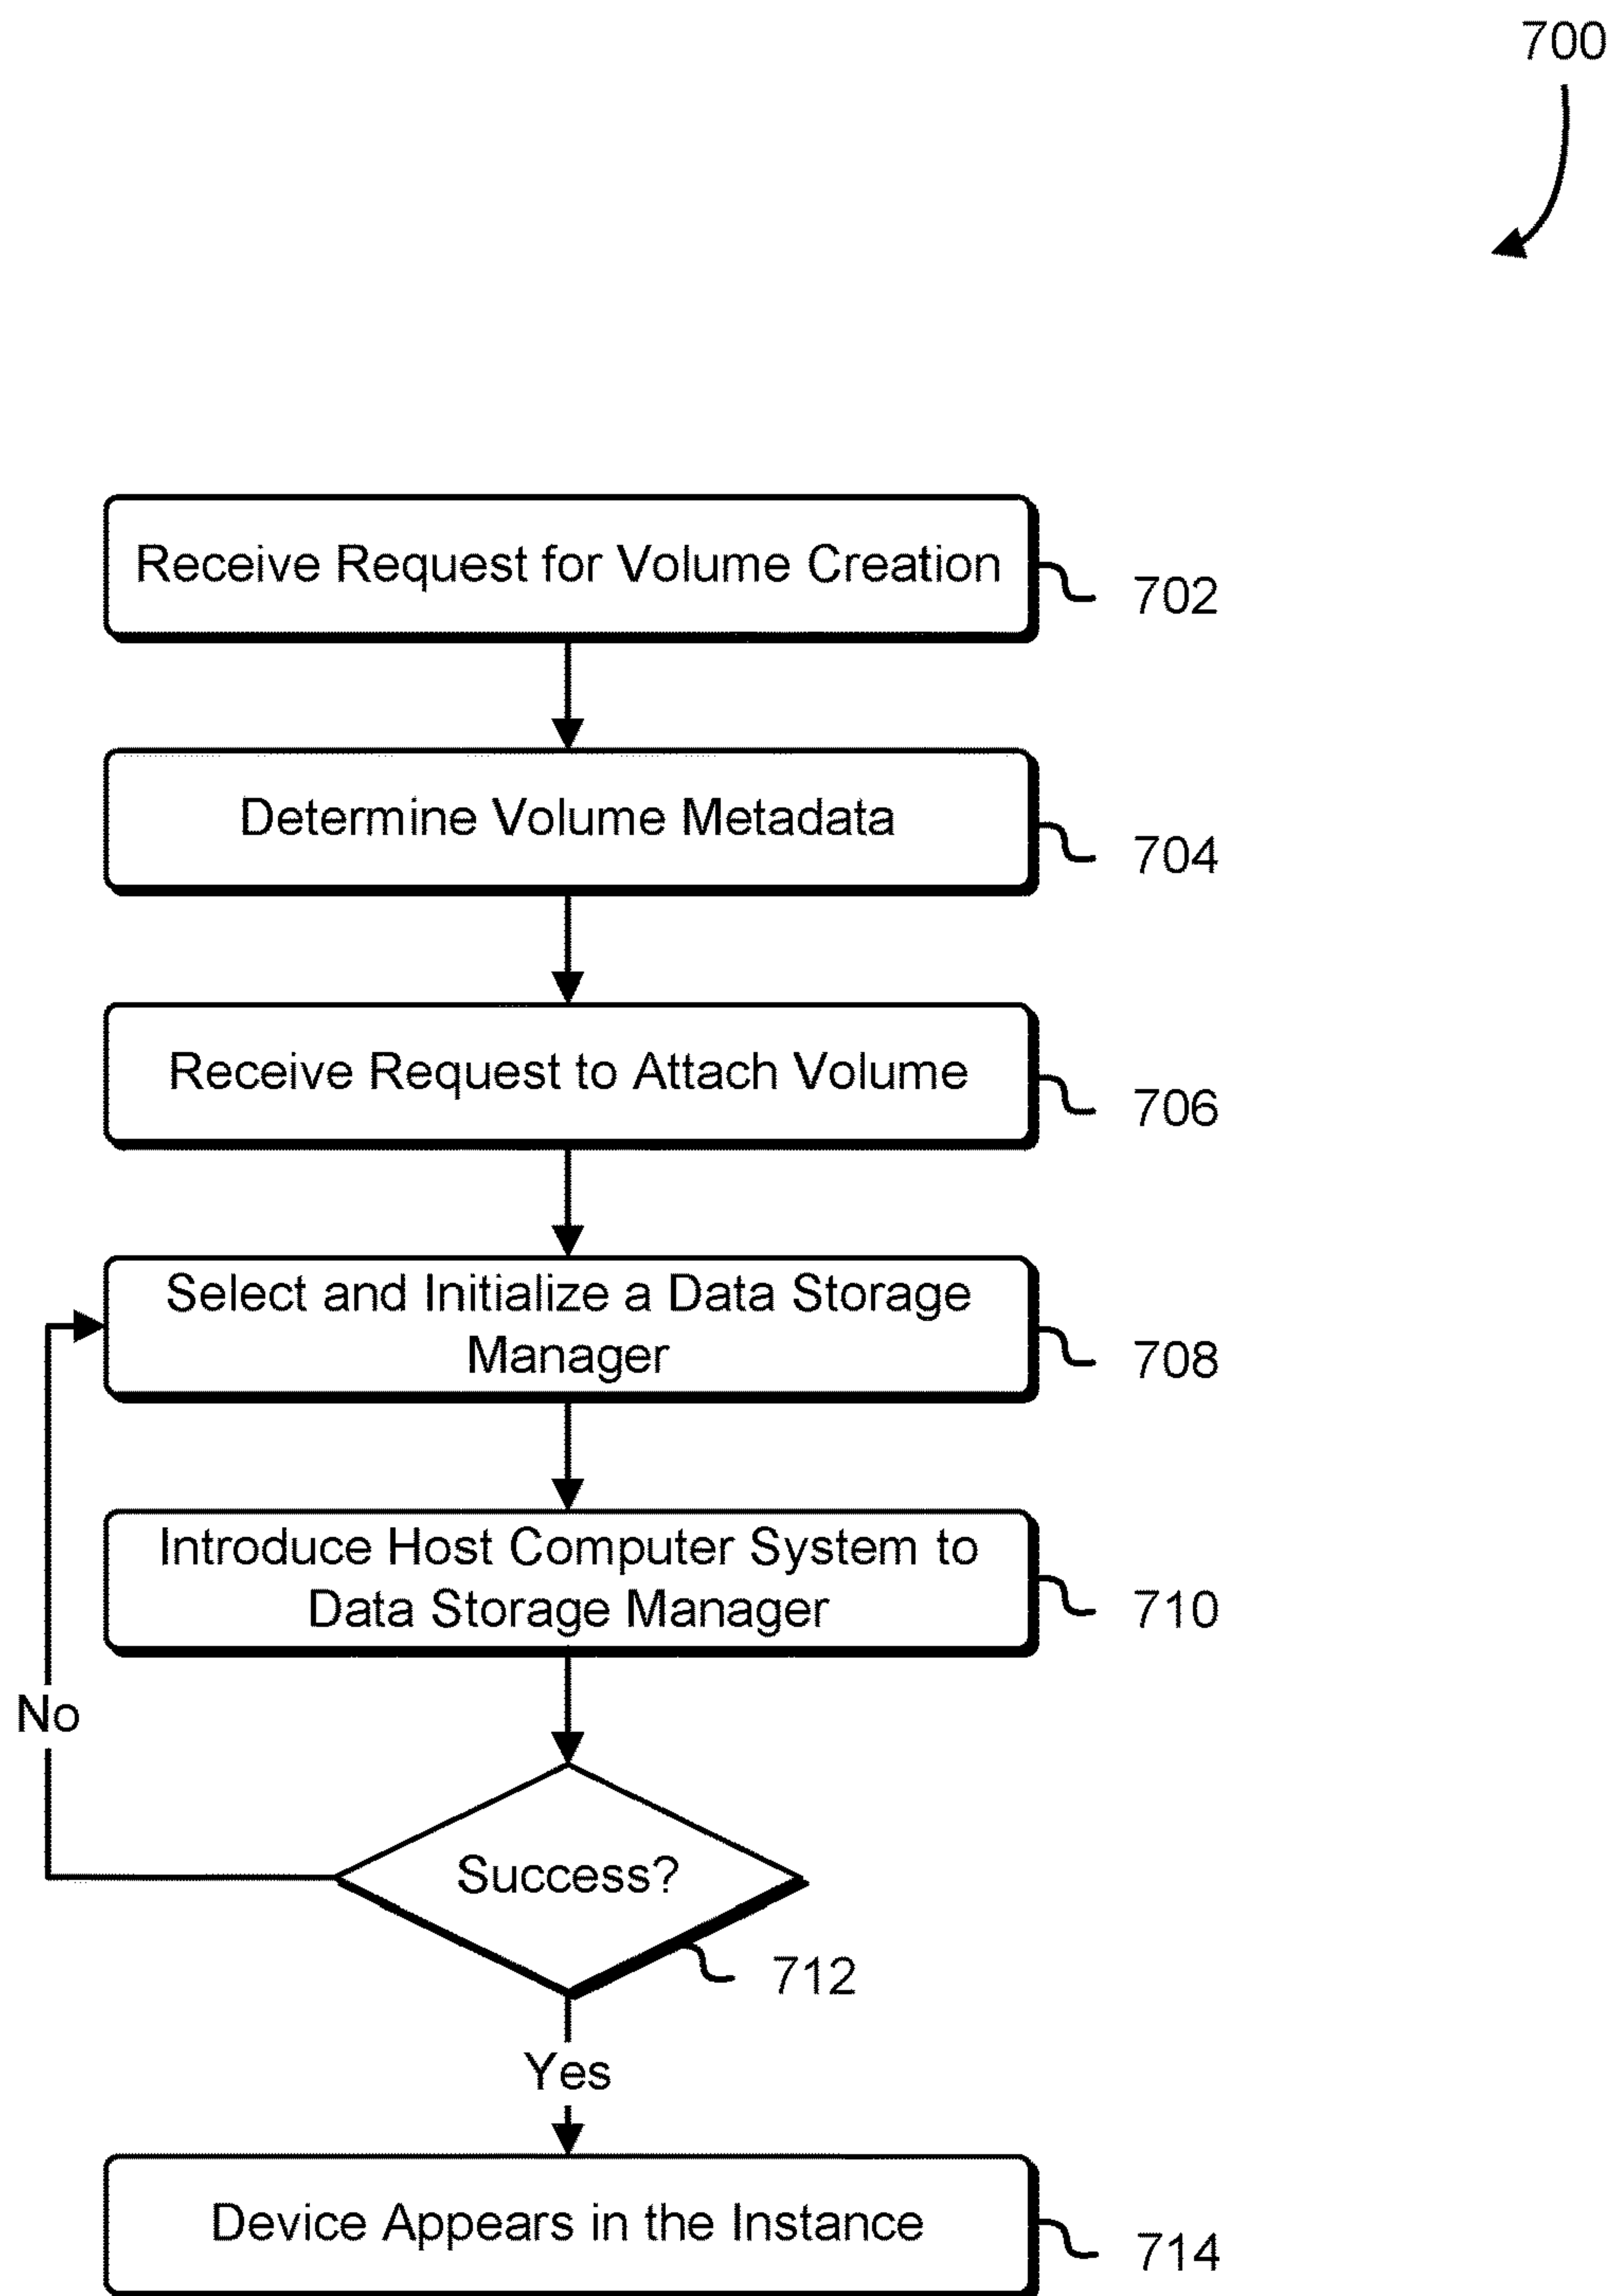 700
Receive Request for Volume Creation
702
Determine Volume Metadata
704
Receive Request to Attach Volume
706
Select and Initialize a Data Storage
Manager
708
Introduce Host Computer System to
Data Storage Manager
710
No
Success?
712
Yes
Device Appears in the Instance
714